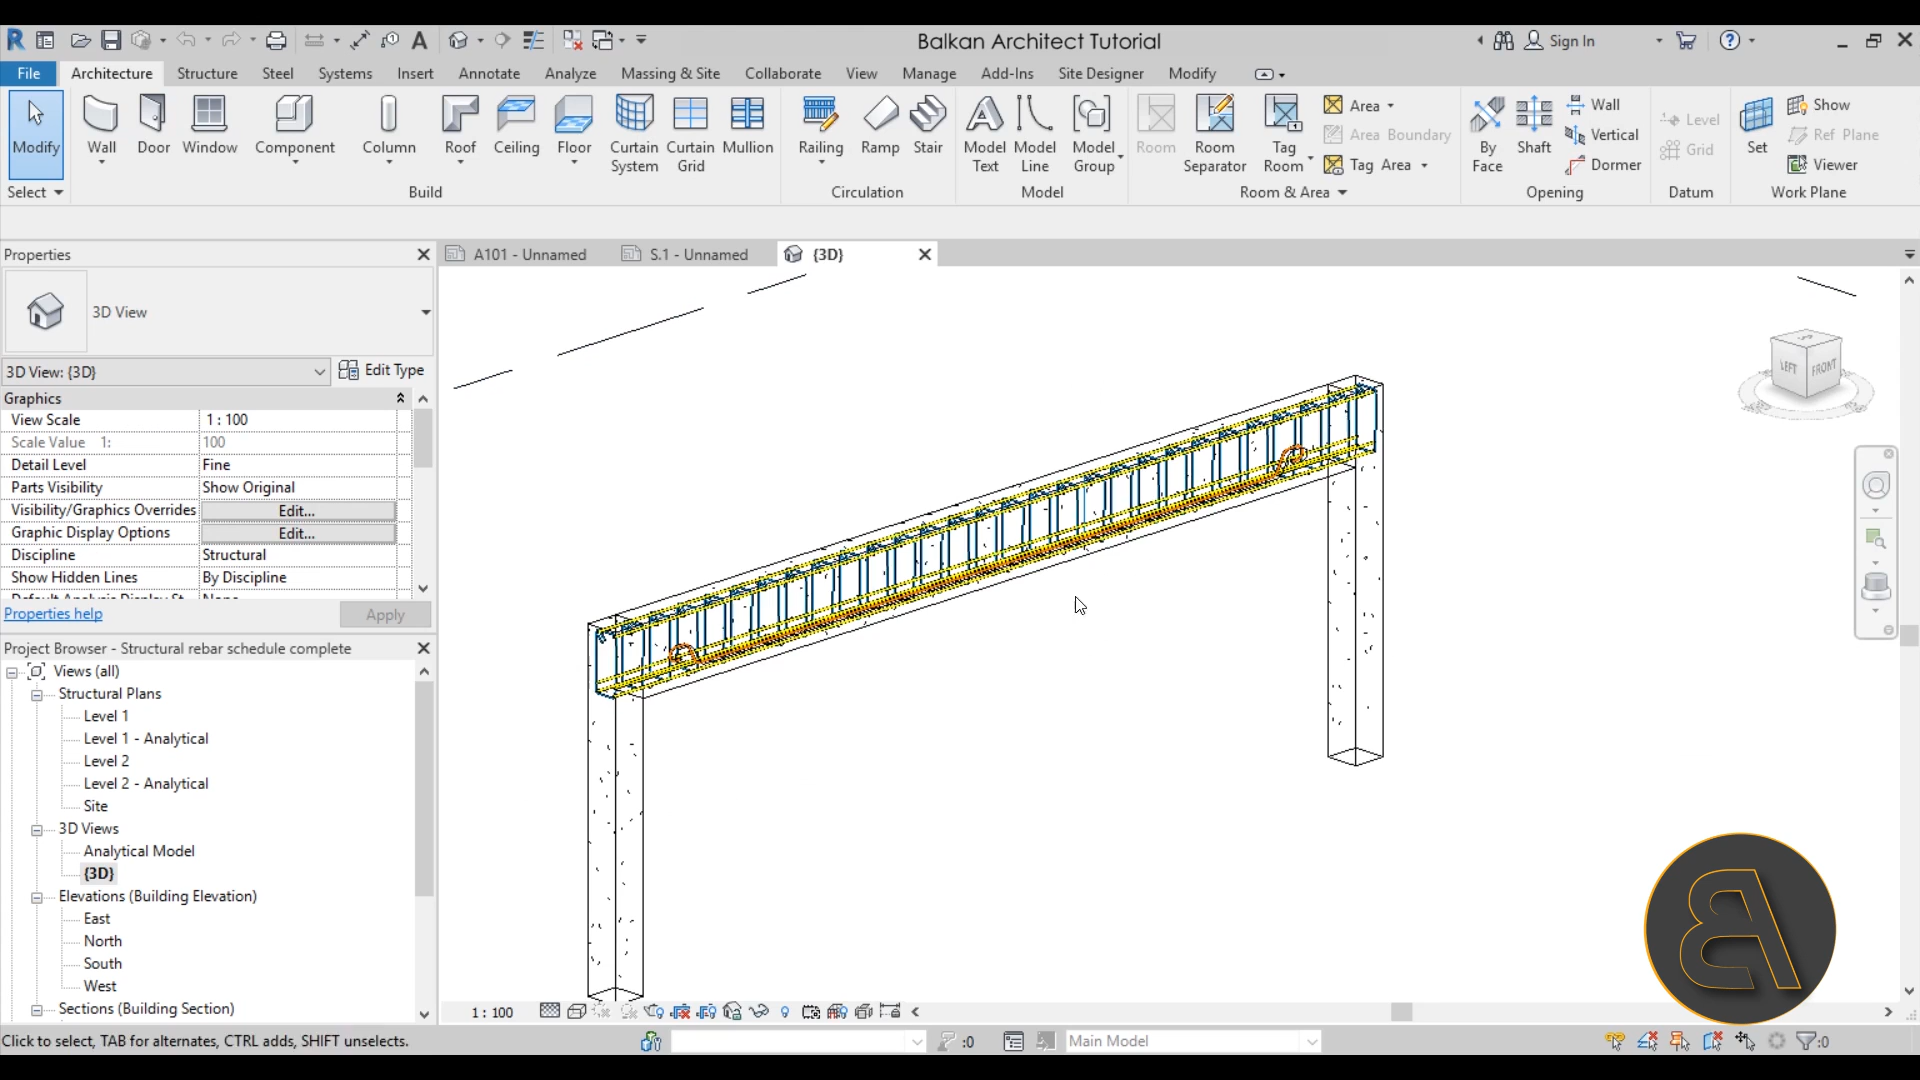 Balkan Architect Tutorial
Sign In
File Architecture Structure Steel Systems Insert Annotate Analyze Massing & Site Collaborate View Manage Add-Ins Site Designer Modify
Modify Wall Door Window Component Column Roof Ceiling Floor Curtain System Curtain Grid Mullion Railing Ramp Stair Model Text Model Line Model Group Room Room Separator Tag Room Area Area Boundary Tag Area By Face Shaft Wall Vertical Dormer Level Grid Set Show Ref Plane Viewer
Select Build Circulation Model Room & Area Opening Datum Work Plane
Properties
A101 - Unnamed S.1 - Unnamed {3D}
3D View
3D View: {3D} Edit Type
Graphics
View Scale 1 : 100
Scale Value 1: 100
Detail Level Fine
Parts Visibility Show Original
Visibility/Graphics Overrides Edit...
Graphic Display Options Edit...
Discipline Structural
Show Hidden Lines By Discipline
Properties help Apply
Project Browser - Structural rebar schedule complete
Views (all)
Structural Plans
Level 1
Level 1 - Analytical
Level 2
Level 2 - Analytical
Site
3D Views
Analytical Model
{3D}
Elevations (Building Elevation)
East
North
South
West
Sections (Building Section)
LEFT FRONT
1 : 100
Click to select, TAB for alternates, CTRL adds, SHIFT unselects.
:0
Main Model
:0